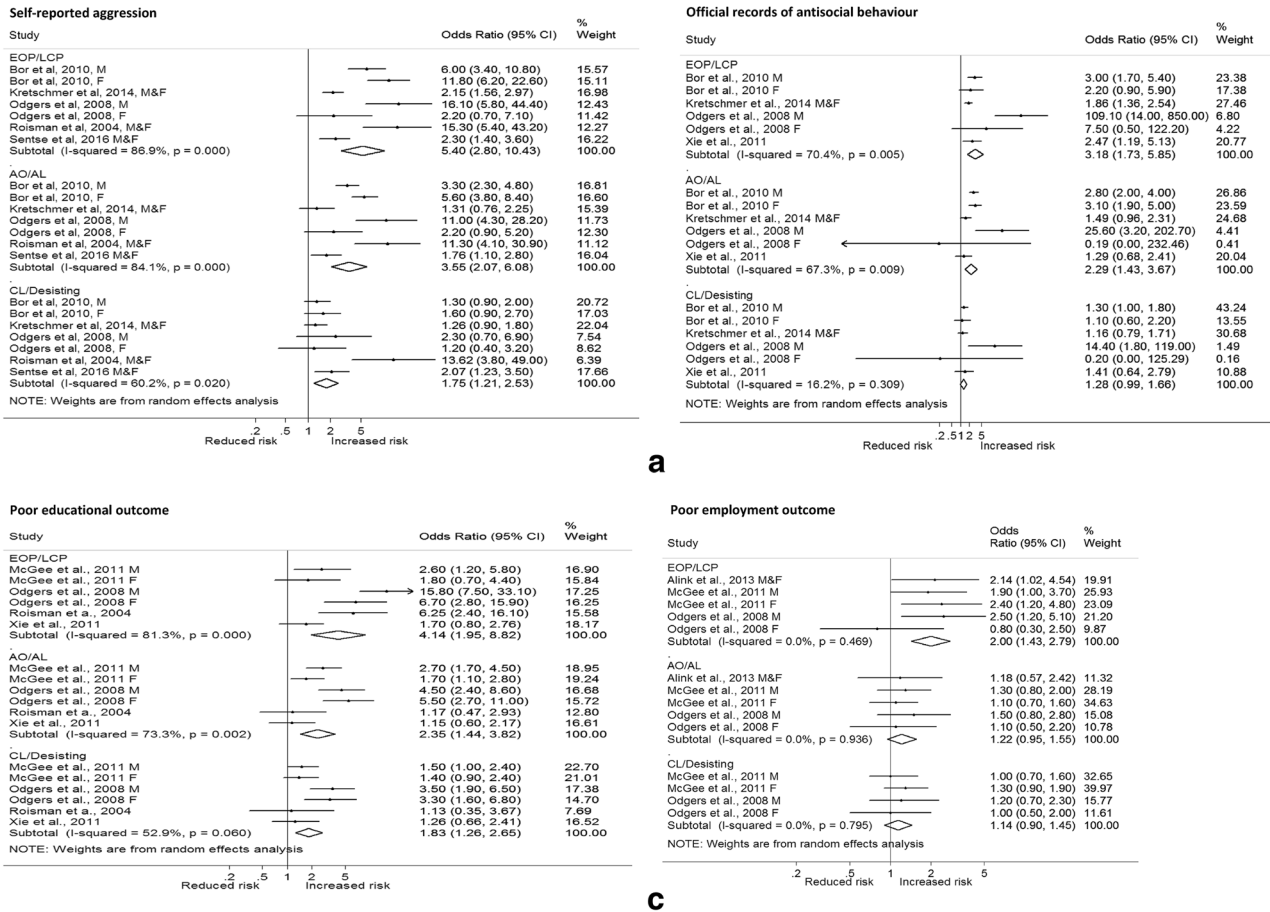 Self-reported aggression
Study Odds Ratio (95% CI) % Weight
EOP/LCP
Bor et al, 2010, M 6.00 (3.40, 10.80) 15.57
Bor et al, 2010, F 11.80 (6.20, 22.60) 15.11
Kretschmer et al, 2014, M&F 2.15 (1.56, 2.97) 16.98
Odgers et al, 2008, M 16.10 (5.80, 44.40) 12.43
Odgers et al, 2008, F 2.20 (0.70, 7.10) 11.42
Roisman et al, 2004, M&F 15.30 (5.40, 43.20) 12.27
Sentse et al, 2016 M&F 2.30 (1.40, 3.60) 16.22
Subtotal (I-squared = 86.9%, p = 0.000) 5.40 (2.80, 10.43) 100.00
.
AO/AL
Bor et al, 2010, M 3.30 (2.30, 4.80) 16.81
Bor et al, 2010, F 5.60 (3.80, 8.40) 16.60
Kretschmer et al, 2014, M&F 1.31 (0.76, 2.25) 15.39
Odgers et al, 2008, M 11.00 (4.30, 28.20) 11.73
Odgers et al, 2008, F 2.20 (0.90, 5.20) 12.30
Roisman et al, 2004, M&F 11.30 (4.10, 30.90) 11.12
Sentse et al, 2016 M&F 1.76 (1.10, 2.80) 16.04
Subtotal (I-squared = 84.1%, p = 0.000) 3.55 (2.07, 6.08) 100.00
.
CL/Desisting
Bor et al, 2010, M 1.30 (0.90, 2.00) 20.72
Bor et al, 2010, F 1.60 (0.90, 2.70) 17.03
Kretschmer et al, 2014, M&F 1.26 (0.90, 1.80) 22.04
Odgers et al, 2008, M 2.30 (0.70, 6.90) 7.54
Odgers et al, 2008, F 1.20 (0.40, 3.20) 8.62
Roisman et al, 2004, M&F 13.62 (3.80, 49.00) 6.39
Sentse et al, 2016 M&F 2.07 (1.23, 3.50) 17.66
Subtotal (I-squared = 60.2%, p = 0.020) 1.75 (1.21, 2.53) 100.00
NOTE: Weights are from random effects analysis
.2 .5 1 2 5
Reduced risk Increased risk
Official records of antisocial behaviour
Study Odds Ratio (95% CI) % Weight
EOP/LCP
Bor et al., 2010 M 3.00 (1.70, 5.40) 23.38
Bor et al., 2010 F 2.20 (0.90, 5.90) 17.38
Kretschmer et al., 2014 M&F 1.86 (1.36, 2.54) 27.46
Odgers et al., 2008 M 109.10 (14.00, 850.00) 6.80
Odgers et al., 2008 F 7.50 (0.50, 122.20) 4.22
Xie et al., 2011 2.47 (1.19, 5.13) 20.77
Subtotal (I-squared = 70.4%, p = 0.005) 3.18 (1.73, 5.85) 100.00
.
AO/AL
Bor et al., 2010 M 2.80 (2.00, 4.00) 26.86
Bor et al., 2010 F 3.10 (1.90, 5.00) 23.59
Kretschmer et al., 2014 M&F 1.49 (0.96, 2.31) 24.68
Odgers et al., 2008 M 25.60 (3.20, 202.70) 4.41
Odgers et al., 2008 F 0.19 (0.00, 232.46) 0.41
Xie et al., 2011 1.29 (0.68, 2.41) 20.04
Subtotal (I-squared = 67.3%, p = 0.009) 2.29 (1.43, 3.67) 100.00
.
CL/Desisting
Bor et al., 2010 M 1.30 (1.00, 1.80) 43.24
Bor et al., 2010 F 1.10 (0.60, 2.20) 13.55
Kretschmer et al., 2014 M&F 1.16 (0.79, 1.71) 30.68
Odgers et al., 2008 M 14.40 (1.80, 119.00) 1.49
Odgers et al., 2008 F 0.20 (0.00, 125.29) 0.16
Xie et al., 2011 1.41 (0.64, 2.79) 10.88
Subtotal (I-squared = 16.2%, p = 0.309) 1.28 (0.99, 1.66) 100.00
NOTE: Weights are from random effects analysis
.2 .5 1 2 5
Reduced risk Increased risk
a
Poor educational outcome
Study Odds Ratio (95% CI) % Weight
EOP/LCP
McGee et al., 2011 M 2.60 (1.20, 5.80) 16.90
McGee et al., 2011 F 1.80 (0.70, 4.40) 15.84
Odgers et al., 2008 M 15.80 (7.50, 33.10) 17.25
Odgers et al., 2008 F 6.70 (2.80, 15.90) 16.25
Roisman et a., 2004 6.25 (2.40, 16.10) 15.58
Xie et al., 2011 1.70 (0.80, 2.76) 18.17
Subtotal (I-squared = 81.3%, p = 0.000) 4.14 (1.95, 8.82) 100.00
.
AO/AL
McGee et al., 2011 M 2.70 (1.70, 4.50) 18.95
McGee et al., 2011 F 1.70 (1.10, 2.80) 19.24
Odgers et al., 2008 M 4.50 (2.40, 8.60) 16.68
Odgers et al., 2008 F 5.50 (2.70, 11.00) 15.72
Roisman et a., 2004 1.17 (0.47, 2.93) 12.80
Xie et al., 2011 1.15 (0.60, 2.17) 16.61
Subtotal (I-squared = 73.3%, p = 0.002) 2.35 (1.44, 3.82) 100.00
.
CL/Desisting
McGee et al., 2011 M 1.50 (1.00, 2.40) 22.70
McGee et al., 2011 F 1.40 (0.90, 2.40) 21.01
Odgers et al., 2008 M 3.50 (1.90, 6.50) 17.38
Odgers et al., 2008 F 3.30 (1.60, 6.80) 14.70
Roisman et a., 2004 1.13 (0.35, 3.67) 7.69
Xie et al., 2011 1.26 (0.66, 2.41) 16.52
Subtotal (I-squared = 52.9%, p = 0.060) 1.83 (1.26, 2.65) 100.00
NOTE: Weights are from random effects analysis
.2 .5 1 2 5
Reduced risk Increased risk
Poor employment outcome
Study Odds Ratio (95% CI) % Weight
EOP/LCP
Alink et al., 2013 M&F 2.14 (1.02, 4.54) 19.91
McGee et al., 2011 M 1.90 (1.00, 3.70) 25.93
McGee et al., 2011 F 2.40 (1.20, 4.80) 23.09
Odgers et al., 2008 M 2.50 (1.20, 5.10) 21.20
Odgers et al., 2008 F 0.80 (0.30, 2.50) 9.87
Subtotal (I-squared = 0.0%, p = 0.469) 2.00 (1.43, 2.79) 100.00
.
AO/AL
Alink et al., 2013 M&F 1.18 (0.57, 2.42) 11.32
McGee et al., 2011 M 1.30 (0.80, 2.00) 28.19
McGee et al., 2011 F 1.10 (0.70, 1.60) 34.63
Odgers et al., 2008 M 1.50 (0.80, 2.80) 15.08
Odgers et al., 2008 F 1.10 (0.50, 2.20) 10.78
Subtotal (I-squared = 0.0%, p = 0.936) 1.22 (0.95, 1.55) 100.00
.
CL/Desisting
McGee et al., 2011 M 1.00 (0.70, 1.60) 32.65
McGee et al., 2011 F 1.30 (0.90, 1.90) 39.97
Odgers et al., 2008 M 1.20 (0.70, 2.30) 15.77
Odgers et al., 2008 F 1.00 (0.50, 2.00) 11.61
Subtotal (I-squared = 0.0%, p = 0.795) 1.14 (0.90, 1.45) 100.00
NOTE: Weights are from random effects analysis
.2 .5 1 2 5
Reduced risk Increased risk
c